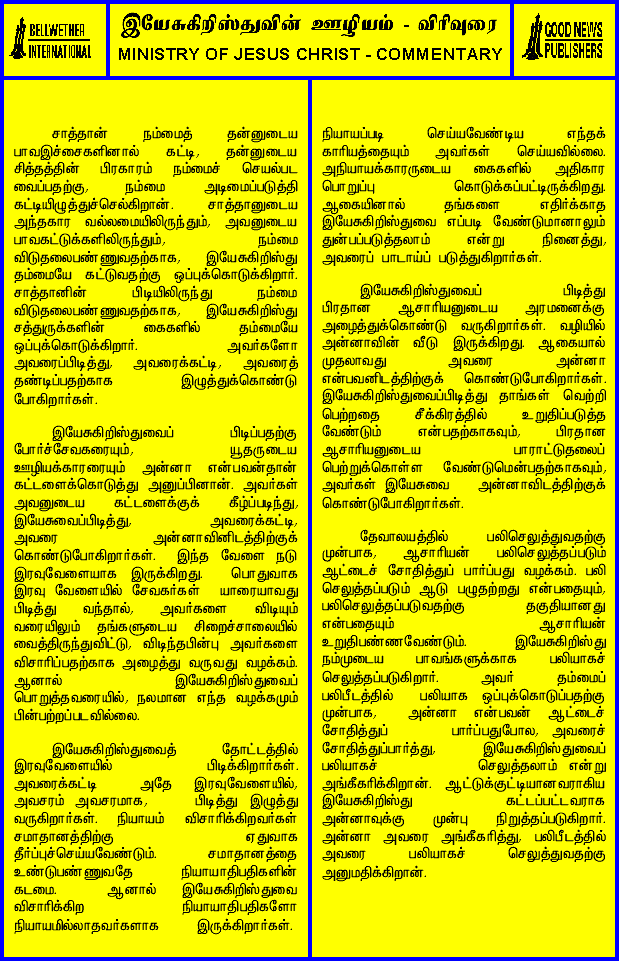 BELLWETHER
INTERNATIONAL
இயேசுகிறிஸ்துவின் ஊழியம் - விரிவுரை
MINISTRY OF JESUS CHRIST - COMMENTARY
GOOD NEWS
PUBLISHERS
சாத்தான் நம்மைத் தன்னுடைய
பாவஇச்சைகளினால் கட்டி, தன்னுடைய
சித்தத்தின் பிரகாரம் நம்மைச் செயல்பட
வைப்பதற்கு, நம்மை அடிமைப்படுத்தி
கட்டியிழுத்துச்செல்கிறான். சாத்தானுடைய
அந்தகார வல்லமையிலிருந்தும், அவனுடைய
பாவகட்டுக்களிலிருந்தும், நம்மை
விடுதலைபண்ணுவதற்காக, இயேசுகிறிஸ்து
தம்மையே கட்டுவதற்கு ஒப்புக்கொடுக்கிறார்.
சாத்தானின் பிடியிலிருந்து நம்மை
விடுதலைபண்ணுவதற்காக, இயேசுகிறிஸ்து
சத்துருக்களின் கைகளில் தம்மையே
ஒப்புக்கொடுக்கிறார். அவர்களோ
அவரைப்பிடித்து, அவரைக்கட்டி, அவரைத்
தண்டிப்பதற்காக இழுத்துக்கொண்டு
போகிறார்கள்.
இயேசுகிறிஸ்துவைப் பிடிப்பதற்கு
போர்ச்சேவகரையும், யூதருடைய
ஊழியக்காரரையும் அன்னா என்பவன்தான்
கட்டளைக்கொடுத்து அனுப்பினான். அவர்கள்
அவனுடைய கட்டளைக்குக் கீழ்ப்படிந்து,
இயேசுவைப்பிடித்து, அவரைக்கட்டி,
அவரை அன்னாவினிடத்திற்குக்
கொண்டுபோகிறார்கள். இந்த வேளை நடு
இரவுவேளையாக இருக்கிறது. பொதுவாக
இரவு வேளையில் சேவகர்கள் யாரையாவது
பிடித்து வந்தால், அவர்களை விடியும்
வரையிலும் தங்களுடைய சிறைச்சாலையில்
வைத்திருந்துவிட்டு, விடிந்தபின்பு அவர்களை
விசாரிப்பதற்காக அழைத்து வருவது வழக்கம்.
ஆனால் இயேசுகிறிஸ்துவைப்
பொறுத்தவரையில், நலமான எந்த வழக்கமும்
பின்பற்றப்படவில்லை.
இயேசுகிறிஸ்துவைத் தோட்டத்தில்
இரவுவேளையில் பிடிக்கிறார்கள்.
அவரைக்கட்டி அதே இரவுவேளையில்,
அவசரம் அவசரமாக, பிடித்து இழுத்து
வருகிறார்கள். நியாயம் விசாரிக்கிறவர்கள்
சமாதானத்திற்கு ஏதுவாக
தீர்ப்புச்செய்யவேண்டும். சமாதானத்தை
உண்டுபண்ணுவதே நியாயாதிபதிகளின்
கடமை. ஆனால் இயேசுகிறிஸ்துவை
விசாரிக்கிற நியாயாதிபதிகளோ
நியாயமில்லாதவர்களாக இருக்கிறார்கள்.
நியாயப்படி செய்யவேண்டிய எந்தக்
காரியத்தையும் அவர்கள் செய்யவில்லை.
அநியாயக்காரருடைய கைகளில் அதிகார
பொறுப்பு கொடுக்கப்பட்டிருக்கிறது.
ஆகையினால் தங்களை எதிர்க்காத
இயேசுகிறிஸ்துவை எப்படி வேண்டுமானாலும்
துன்பப்படுத்தலாம் என்று நினைத்து,
அவரைப் பாடாய்ப் படுத்துகிறார்கள்.
இயேசுகிறிஸ்துவைப் பிடித்து
பிரதான ஆசாரியனுடைய அரமனைக்கு
அழைத்துக்கொண்டு வருகிறார்கள். வழியில்
அன்னாவின் வீடு இருக்கிறது. ஆகையால்
முதலாவது அவரை அன்னா
என்பவனிடத்திற்குக் கொண்டுபோகிறார்கள்.
இயேசுகிறிஸ்துவைப்பிடித்து தாங்கள் வெற்றி
பெற்றதை சீக்கிரத்தில் உறுதிப்படுத்த
வேண்டும் என்பதற்காகவும், பிரதான
ஆசாரியனுடைய பாராட்டுதலைப்
பெற்றுக்கொள்ள வேண்டுமென்பதற்காகவும்,
அவர்கள் இயேசுவை அன்னாவிடத்திற்குக்
கொண்டுபோகிறார்கள்.
தேவாலயத்தில் பலிசெலுத்துவதற்கு
முன்பாக, ஆசாரியன் பலிசெலுத்தப்படும்
ஆட்டைச் சோதித்துப் பார்ப்பது வழக்கம். பலி
செலுத்தப்படும் ஆடு பழுதற்றது என்பதையும்,
பலிசெலுத்தப்படுவதற்கு தகுதியானது
என்பதையும் ஆசாரியன்
உறுதிபண்ணவேண்டும். இயேசுகிறிஸ்து
நம்முடைய பாவங்களுக்காக பலியாகச்
செலுத்தப்படுகிறார். அவர் தம்மைப்
பலிபீடத்தில் பலியாக ஒப்புக்கொடுப்பதற்கு
முன்பாக, அன்னா என்பவன் ஆட்டைச்
சோதித்துப் பார்ப்பதுபோல, அவரைச்
சோதித்துப்பார்த்து, இயேசுகிறிஸ்துவைப்
பலியாகச் செலுத்தலாம் என்று
அங்கீகரிக்கிறான். ஆட்டுக்குட்டியானவராகிய
இயேசுகிறிஸ்து கட்டப்பட்டவராக
அன்னாவுக்கு முன்பு நிறுத்தப்படுகிறார்.
அன்னா அவரை அங்கீகரித்து, பலிபீடத்தில்
அவரை பலியாகச் செலுத்துவதற்கு
அனுமதிக்கிறான்.